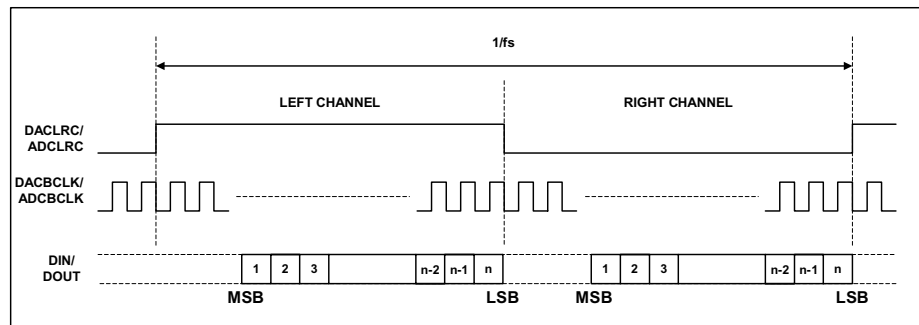 1/fs
LEFT CHANNEL RIGHT CHANNEL
DACLRC/
ADCLRC
DACBCLK/
ADCBCLK
DIN/
DOUT
1 2 3 n-2 n-1 n 1 2 3 n-2 n-1 n
MSB LSB MSB LSB